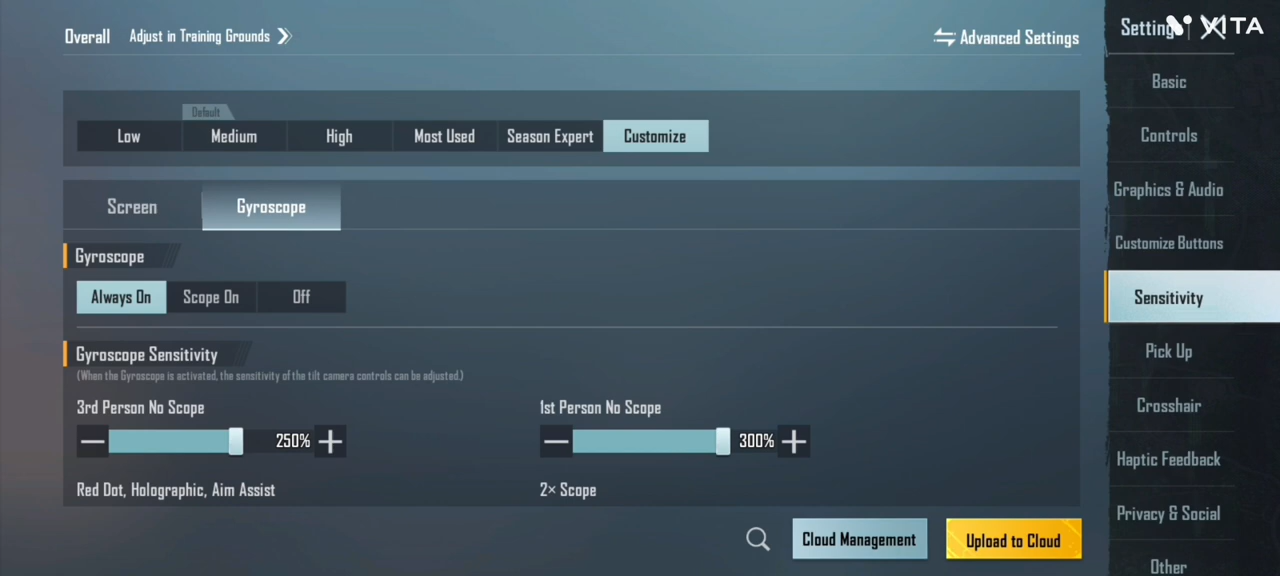 Overall
Adjust in Training Grounds
Advanced Settings
Default
Low
Medium
High
Most Used
Season Expert
Customize
Screen
Gyroscope
Gyroscope
Always On
Scope On
Off
Gyroscope Sensitivity
(When the Gyroscope is activated, the sensitivity of the tilt camera controls can be adjusted.)
3rd Person No Scope
1st Person No Scope
250%
300%
Red Dot, Holographic, Aim Assist
2× Scope
Cloud Management
Upload to Cloud
VITA
Basic
Controls
Graphics & Audio
Customize Buttons
Sensitivity
Pick Up
Crosshair
Haptic Feedback
Privacy & Social
Other